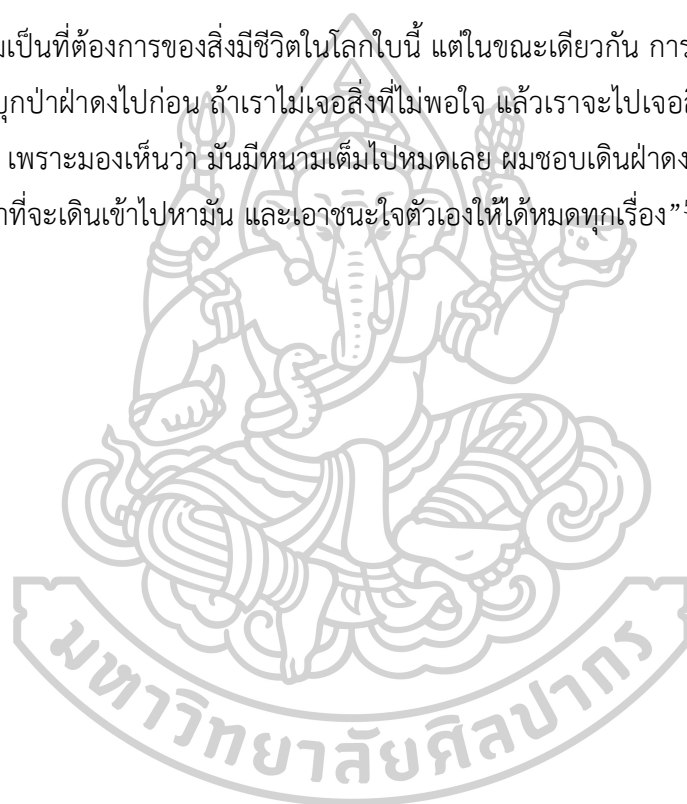 มเป็นที่ต้องการของสิ่งมีชีวิตในโลกใบนี้ แต่ในขณะเดียวกัน การ
บุกป่าฝ่าดงไปก่อน ถ้าเราไม่เจอสิ่งที่ไม่พอใจ แล้วเราจะไปเจอสิ
เพราะมองเห็นว่า มันมีหนามเต็มไปหมดเลย ผมชอบเดินฝ่าดง
าที่จะเดินเข้าไปหามัน และเอาชนะใจตัวเองให้ได้หมดทุกเรื่อง”
มหาวิทยาลัยศิลปากร